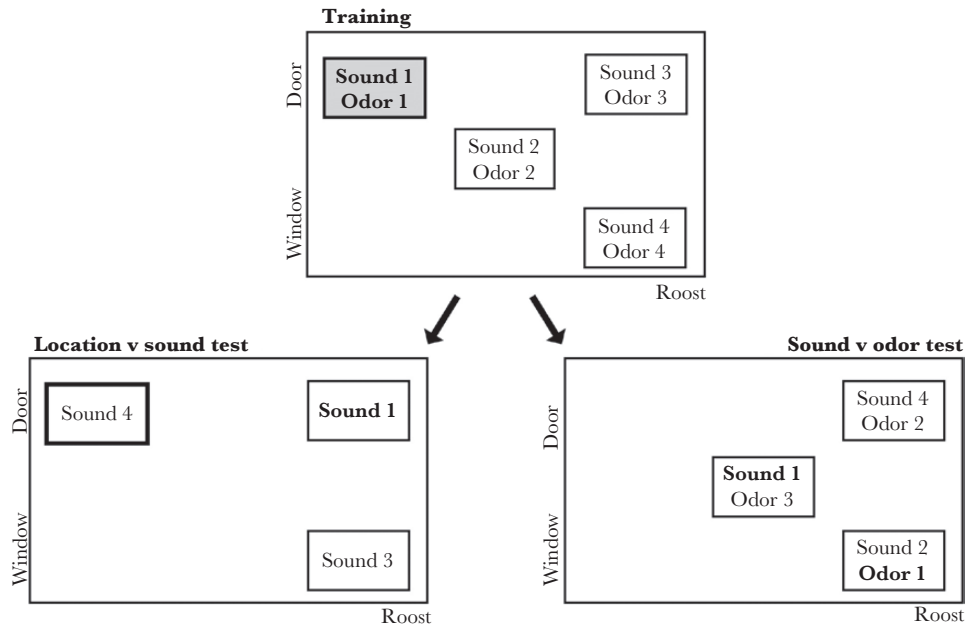 Training
Door
Window
Sound 1
Odor 1
Sound 3
Odor 3
Sound 2
Odor 2
Sound 4
Odor 4
Roost
Location v sound test
Door
Window
Sound 4
Sound 1
Sound 3
Roost
Sound v odor test
Door
Window
Sound 4
Odor 2
Sound 1
Odor 3
Sound 2
Odor 1
Roost